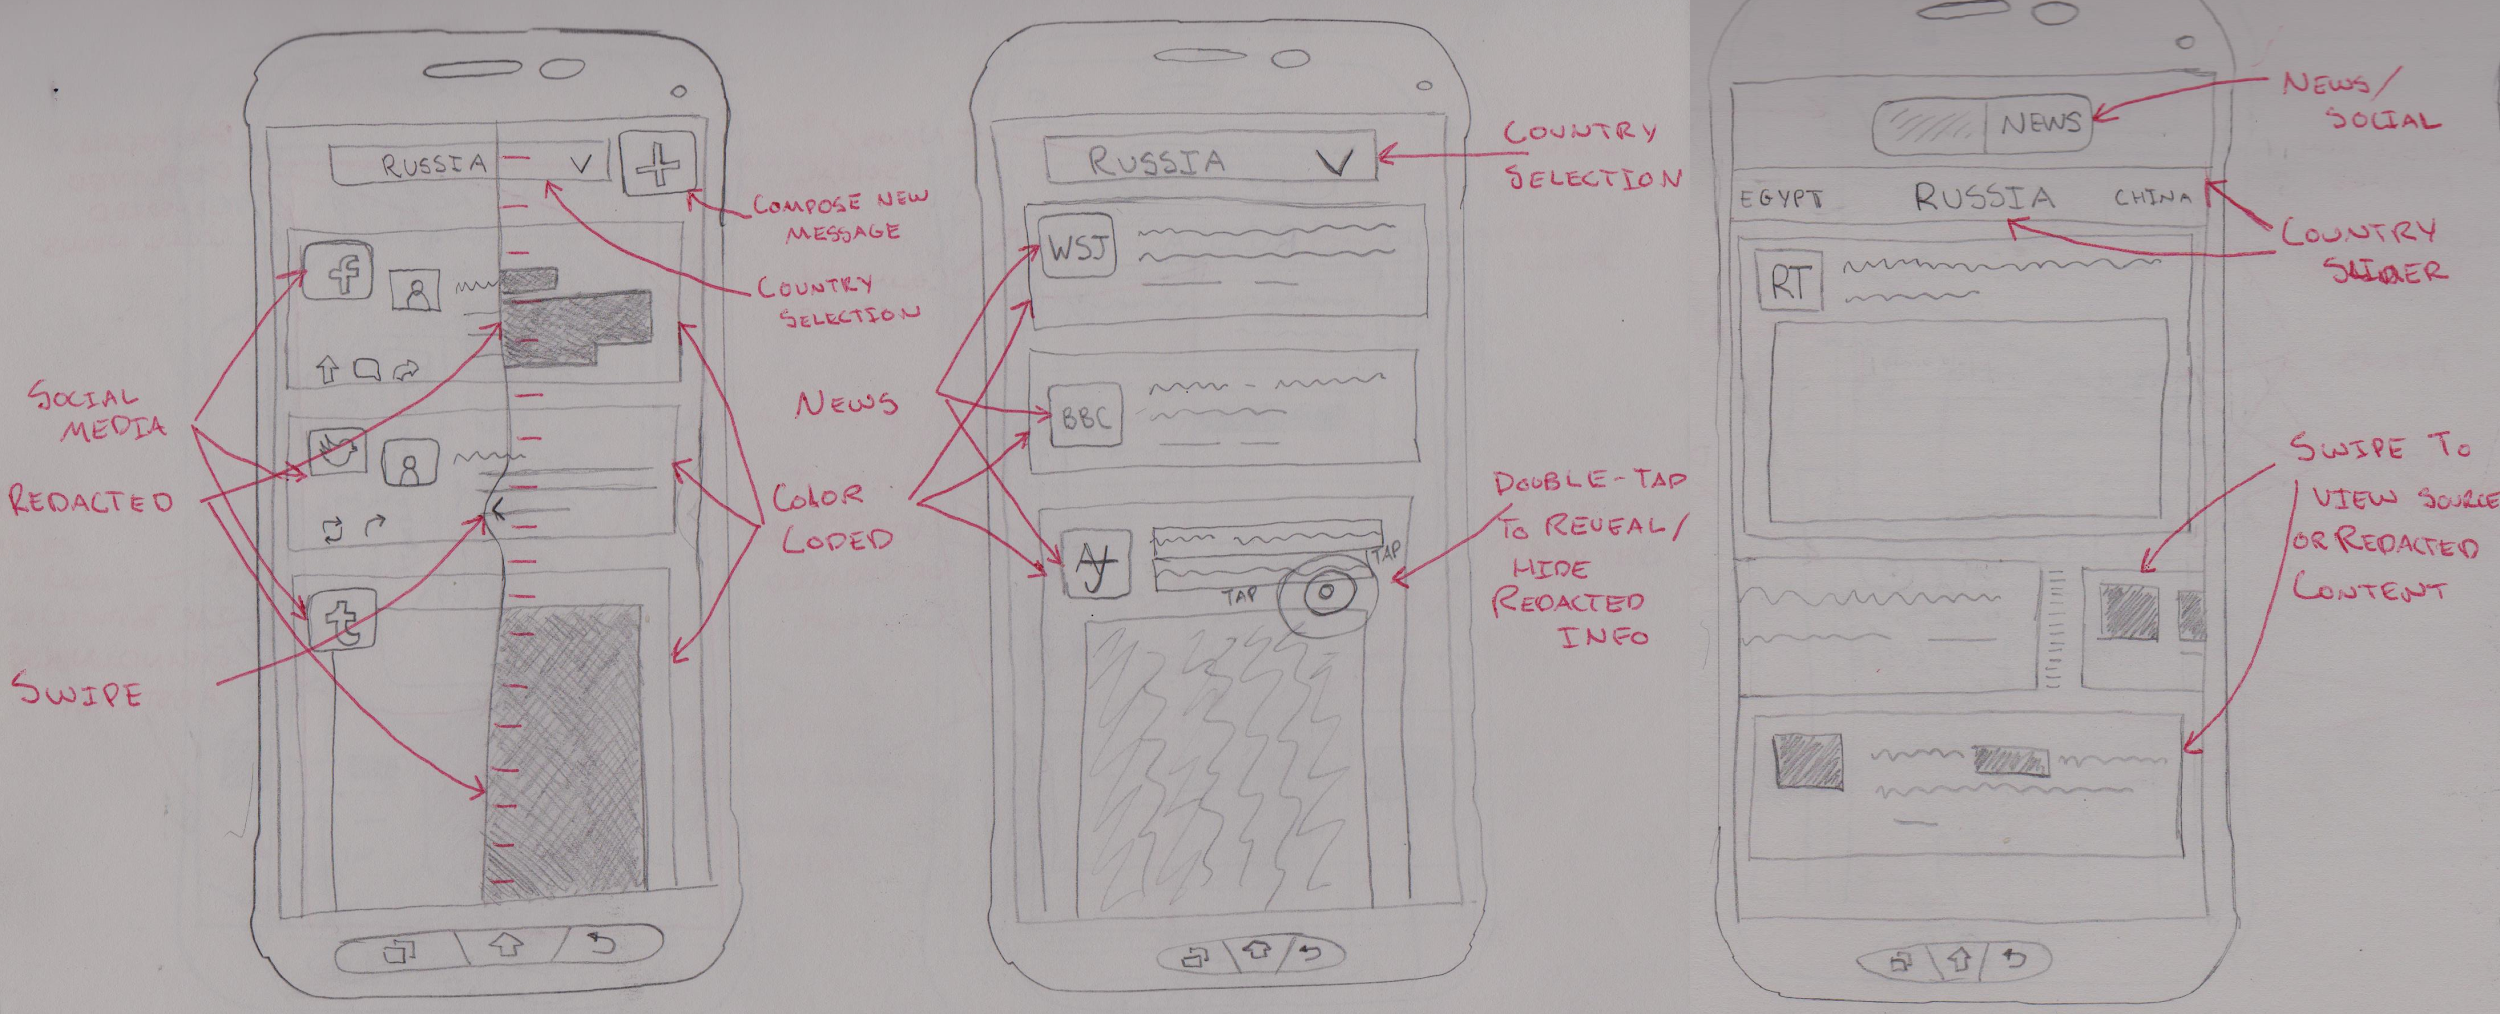 RUSSIA
COMPOSE NEW
MESSAGE
COUNTRY
SELECTION
f
SOCIAL
MEDIA
REDACTED
t
SWIPE
COLOR
CODED
RUSSIA
COUNTRY
SELECTION
WSJ
NEWS
BBC
AJ
TAP
TAP
DOUBLE-TAP
TO REVEAL/
HIDE
REDACTED
INFO
NEWS
NEWS/
SOCIAL
EGYPT RUSSIA CHINA
COUNTRY
SLIDER
RT
SWIPE TO
VIEW SOURCE
OR REDACTED
CONTENT